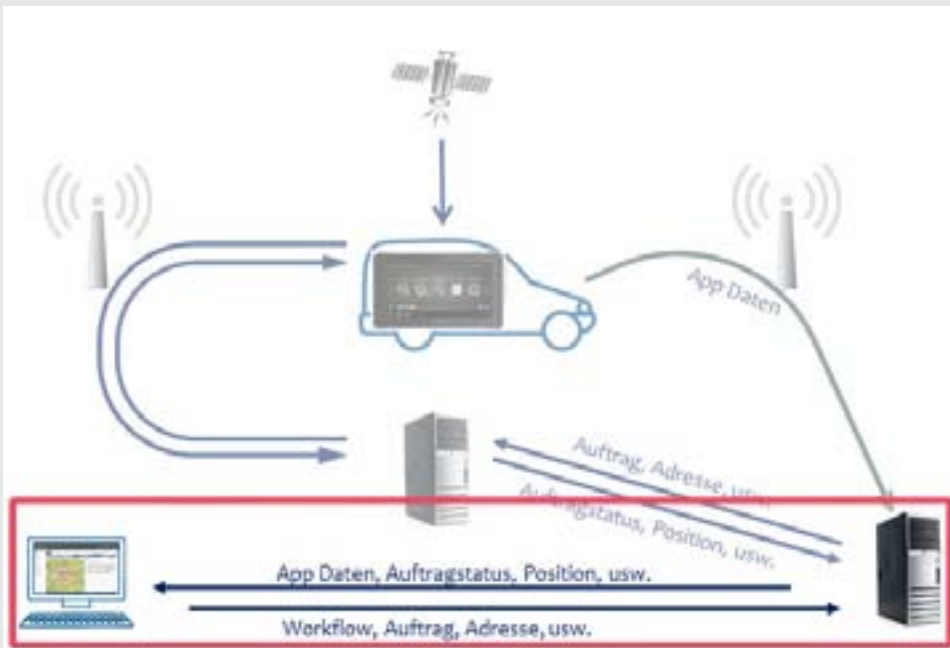 App Daten
Auftrag, Adresse, usw.
Auftragstatus, Position, usw.
App Daten, Auftragstatus, Position, usw.
Workflow, Auftrag, Adresse, usw.